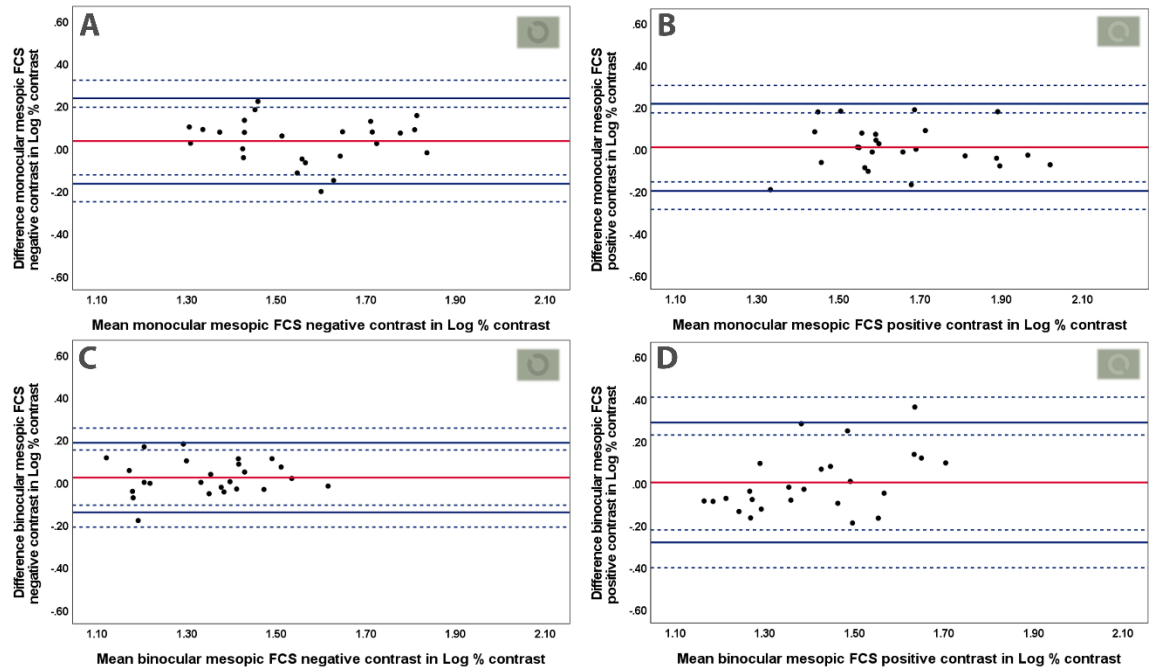 A
.60
.40
.20
.00
-.20
-.40
-.60
1.10 1.30 1.50 1.70 1.90 2.10
Difference monocular mesopic FCS
negative contrast in Log % contrast
Mean monocular mesopic FCS negative contrast in Log % contrast
B
.60
.40
.20
.00
-.20
-.40
-.60
1.10 1.30 1.50 1.70 1.90 2.10
Difference monocular mesopic FCS
positive contrast in Log % contrast
Mean monocular mesopic FCS positive contrast in Log % contrast
C
.60
.40
.20
.00
-.20
-.40
-.60
1.10 1.30 1.50 1.70 1.90 2.10
Difference binocular mesopic FCS
negative contrast in Log % contrast
Mean binocular mesopic FCS negative contrast in Log % contrast
D
.60
.40
.20
.00
-.20
-.40
-.60
1.10 1.30 1.50 1.70 1.90 2.10
Difference binocular mesopic FCS
positive contrast in Log % contrast
Mean binocular mesopic FCS positive contrast in Log % contrast